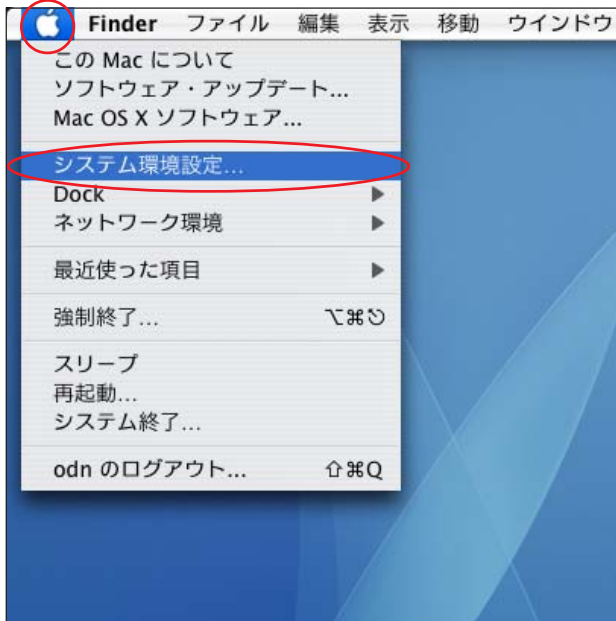 Finder ファイル 編集 表示 移動 ウインドウ
この Mac について
ソフトウェア・アップデート...
Mac OS X ソフトウェア...
システム環境設定...
Dock ▶
ネットワーク環境 ▶
最近使った項目 ▶
強制終了... ⌥⌘⎋
スリープ
再起動...
システム終了...
odn のログアウト... ⇧⌘Q